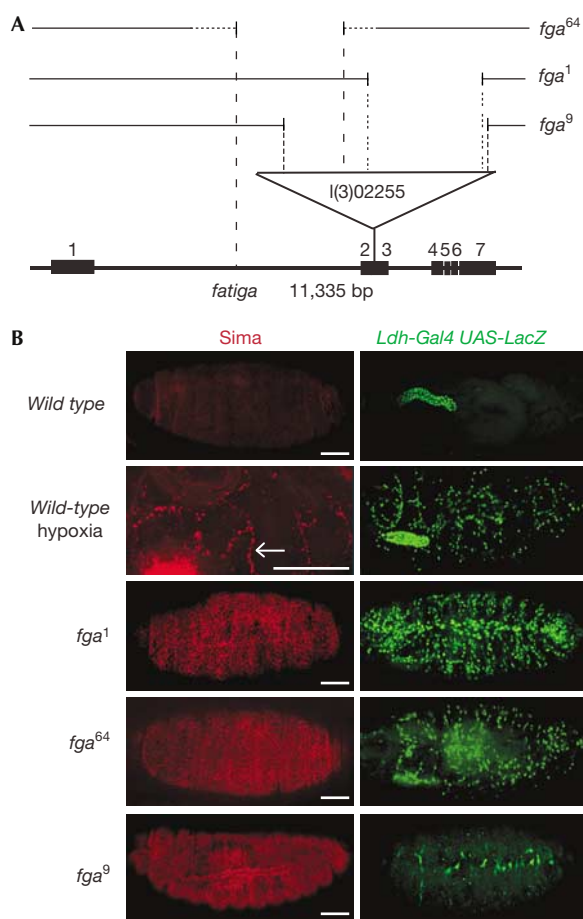 A
fga⁶⁴
fga¹
fga⁹
l(3)02255
1 2 3 4 5 6 7
fatiga 11,335 bp
B
Sima Ldh-Gal4 UAS-LacZ
Wild type
Wild-type
hypoxia
fga¹
fga⁶⁴
fga⁹